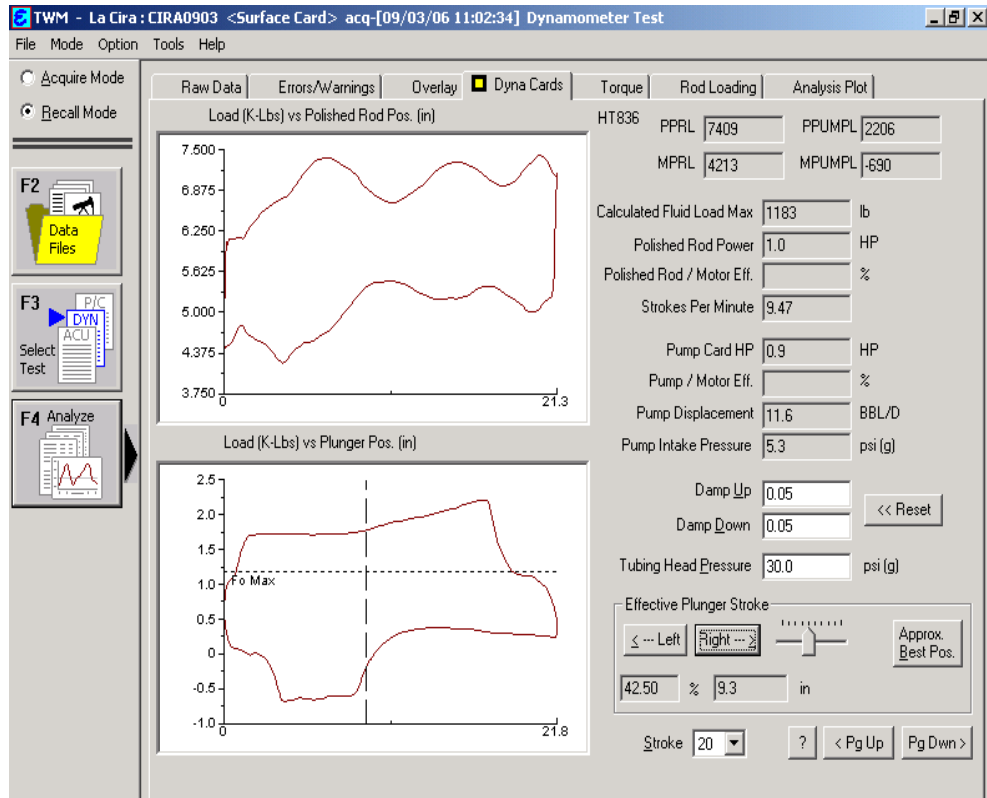 TWM - La Cira : CIRA0903 <Surface Card> acq-[09/03/06 11:02:34] Dynamometer Test
File Mode Option Tools Help
Acquire Mode
Recall Mode
F2
Data
Files
F3
P/C
DYN
ACU
Select
Test
F4 Analyze
Raw Data Errors/Warnings Overlay Dyna Cards Torque Rod Loading Analysis Plot
Load (K-Lbs) vs Polished Rod Pos. (in)
7.500
6.875
6.250
5.625
5.000
4.375
3.750
0 21.3
Load (K-Lbs) vs Plunger Pos. (in)
2.5
2.0
1.5
1.0
0.5
0
-0.5
-1.0
Fo Max
0 21.8
HT836
PPRL 7409 PPUMPL 2206
MPRL 4213 MPUMPL -690
Calculated Fluid Load Max 1183 lb
Polished Rod Power 1.0 HP
Polished Rod / Motor Eff. %
Strokes Per Minute 9.47
Pump Card HP 0.9 HP
Pump / Motor Eff. %
Pump Displacement 11.6 BBL/D
Pump Intake Pressure 5.3 psi (g)
Damp Up 0.05
<< Reset
Damp Down 0.05
Tubing Head Pressure 30.0 psi (g)
Effective Plunger Stroke
< --- Left Right --- >
Approx.
Best Pos.
42.50 % 9.3 in
Stroke 20 ? < Pg Up Pg Dwn >